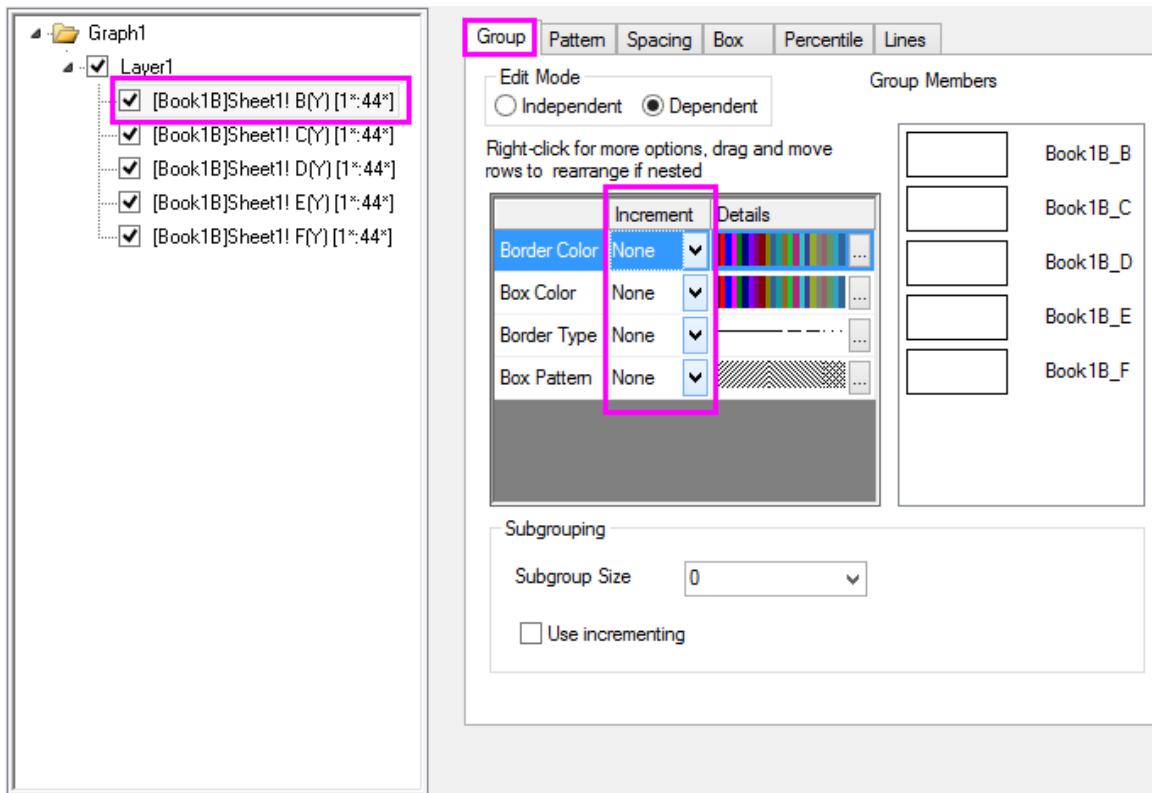 Graph1
Layer1
[Book1B]Sheet1! B(Y) [1*:44*]
[Book1B]Sheet1! C(Y) [1*:44*]
[Book1B]Sheet1! D(Y) [1*:44*]
[Book1B]Sheet1! E(Y) [1*:44*]
[Book1B]Sheet1! F(Y) [1*:44*]
Group Pattern Spacing Box Percentile Lines
Edit Mode
Independent Dependent
Right-click for more options, drag and move
rows to rearrange if nested
Increment Details
Border Color None ...
Box Color None ...
Border Type None ...
Box Pattern None ...
Group Members
Book1B_B
Book1B_C
Book1B_D
Book1B_E
Book1B_F
Subgrouping
Subgroup Size 0
Use incrementing